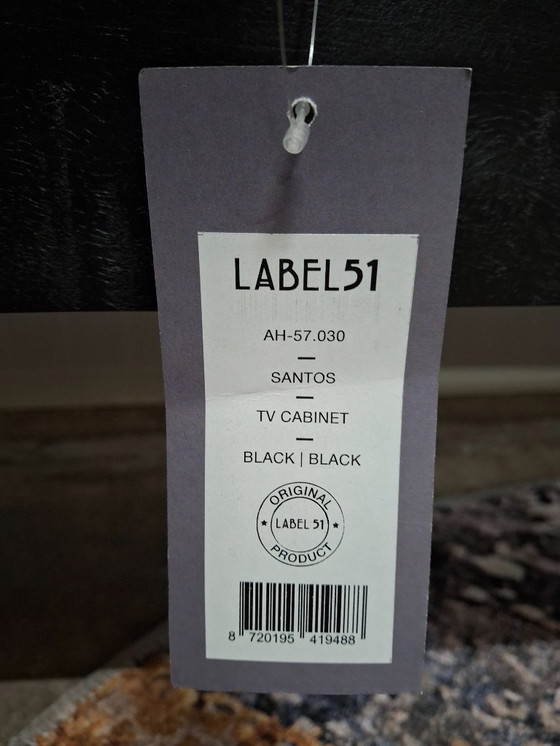 LABEL51
AH-57.030
—
SANTOS
—
TV CABINET
—
BLACK | BLACK
ORIGINAL
★ LABEL 51 ★
PRODUCT
8 720195 419488